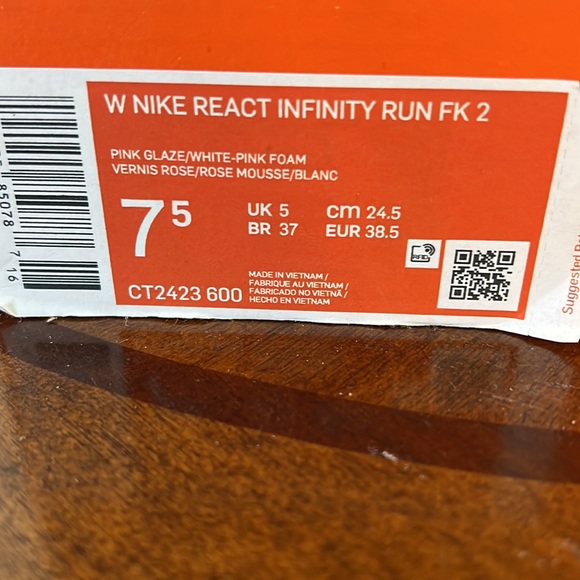 W NIKE REACT INFINITY RUN FK 2
PINK GLAZE/WHITE-PINK FOAM
VERNIS ROSE/ROSE MOUSSE/BLANC
7 5
UK 5 cm 24.5
BR 37 EUR 38.5
RFID
MADE IN VIETNAM /
FABRIQUE AU VIETNAM /
FABRICADO NO VIETNÃ /
HECHO EN VIETNAM
CT2423 600
85078
716
Suggested